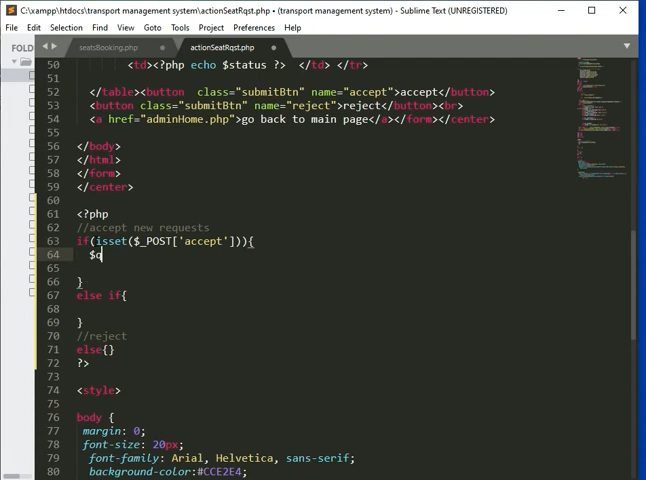 C:\xampp\htdocs\transport management system\actionSeatRqst.php • (transport management system) - Sublime Text (UNREGISTERED)
File Edit Selection Find View Goto Tools Project Preferences Help
FOLD
seatsBooking.php
actionSeatRqst.php
50 <td><?php echo $status ?> </td> </tr>
51
52 </table><button class="submitBtn" name="accept">accept</button>
53 <button class="submitBtn" name="reject">reject</button><br>
54 <a href="adminHome.php">go back to main page</a></form></center>
55
56 </body>
57 </html>
58 </form>
59 </center>
60
61 <?php
62 //accept new requests
63 if(isset($_POST['accept'])){
64 $q
65
66 }
67 else if{
68
69 }
70 //reject
71 else{}
72 ?>
73
74 <style>
75
76 body {
77 margin: 0;
78 font-size: 20px;
79 font-family: Arial, Helvetica, sans-serif;
80 background-color:#CCE2E4;